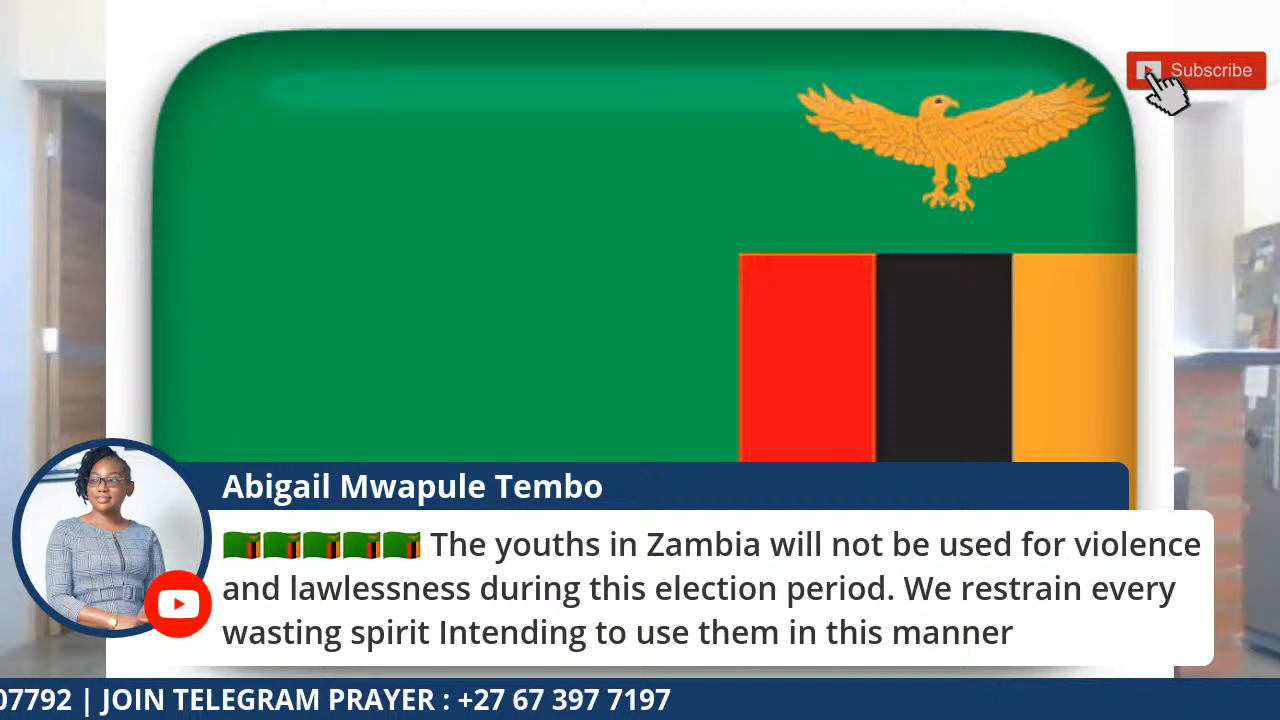 Subscribe
Abigail Mwapule Tembo
🇿🇲🇿🇲🇿🇲🇿🇲🇿🇲 The youths in Zambia will not be used for violence
and lawlessness during this election period. We restrain every
wasting spirit Intending to use them in this manner
07792 | JOIN TELEGRAM PRAYER : +27 67 397 7197